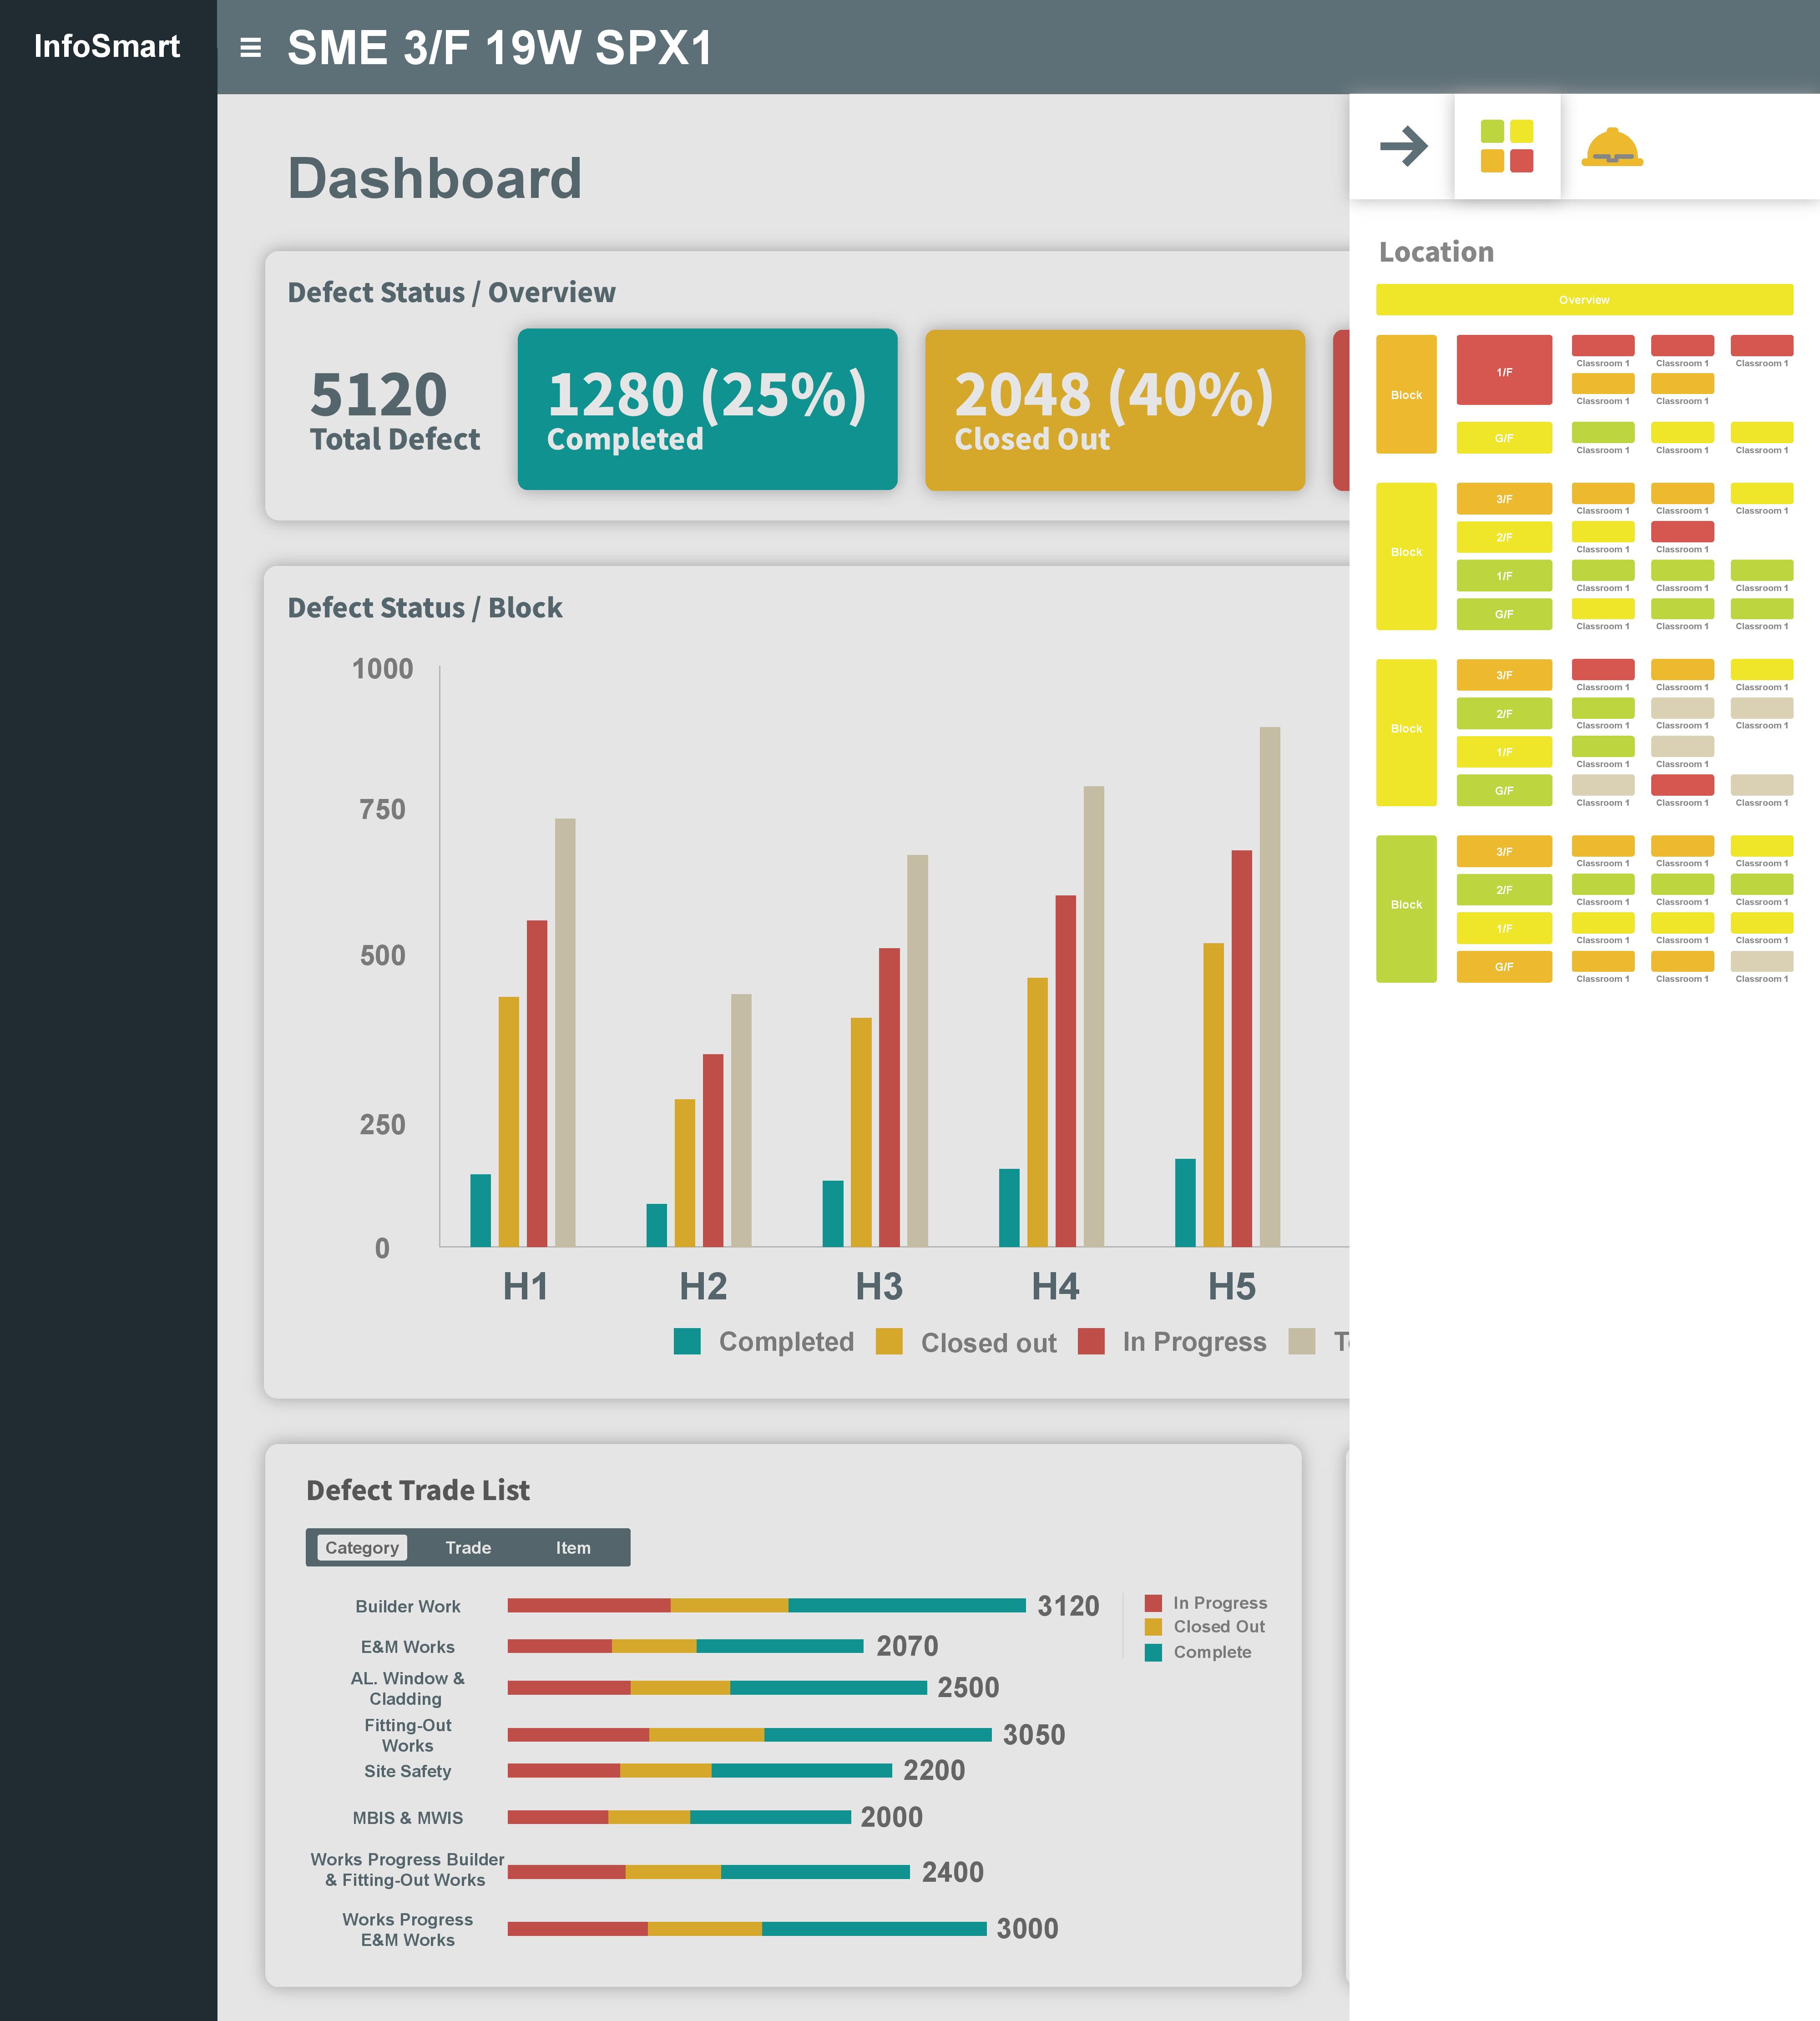 InfoSmart
SME 3/F 19W SPX1
Dashboard
Defect Status / Overview
5120
Total Defect
1280 (25%)
Completed
2048 (40%)
Closed Out
Defect Status / Block
1000
750
500
250
0
H1 H2 H3 H4 H5
Completed Closed out In Progress
Defect Trade List
Category Trade Item
Builder Work 3120
E&M Works 2070
AL. Window &
Cladding 2500
Fitting-Out
Works 3050
Site Safety 2200
MBIS & MWIS 2000
Works Progress Builder
& Fitting-Out Works 2400
Works Progress
E&M Works 3000
In Progress
Closed Out
Complete
Location
Overview
Block
1/F
Classroom 1 Classroom 1 Classroom 1
Classroom 1 Classroom 1
G/F
Classroom 1 Classroom 1 Classroom 1
Block
3/F
Classroom 1 Classroom 1 Classroom 1
2/F
Classroom 1 Classroom 1
1/F
Classroom 1 Classroom 1 Classroom 1
G/F
Classroom 1 Classroom 1 Classroom 1
Block
3/F
Classroom 1 Classroom 1 Classroom 1
2/F
Classroom 1 Classroom 1 Classroom 1
1/F
Classroom 1 Classroom 1
G/F
Classroom 1 Classroom 1 Classroom 1
Block
3/F
Classroom 1 Classroom 1 Classroom 1
2/F
Classroom 1 Classroom 1 Classroom 1
1/F
Classroom 1 Classroom 1 Classroom 1
G/F
Classroom 1 Classroom 1 Classroom 1